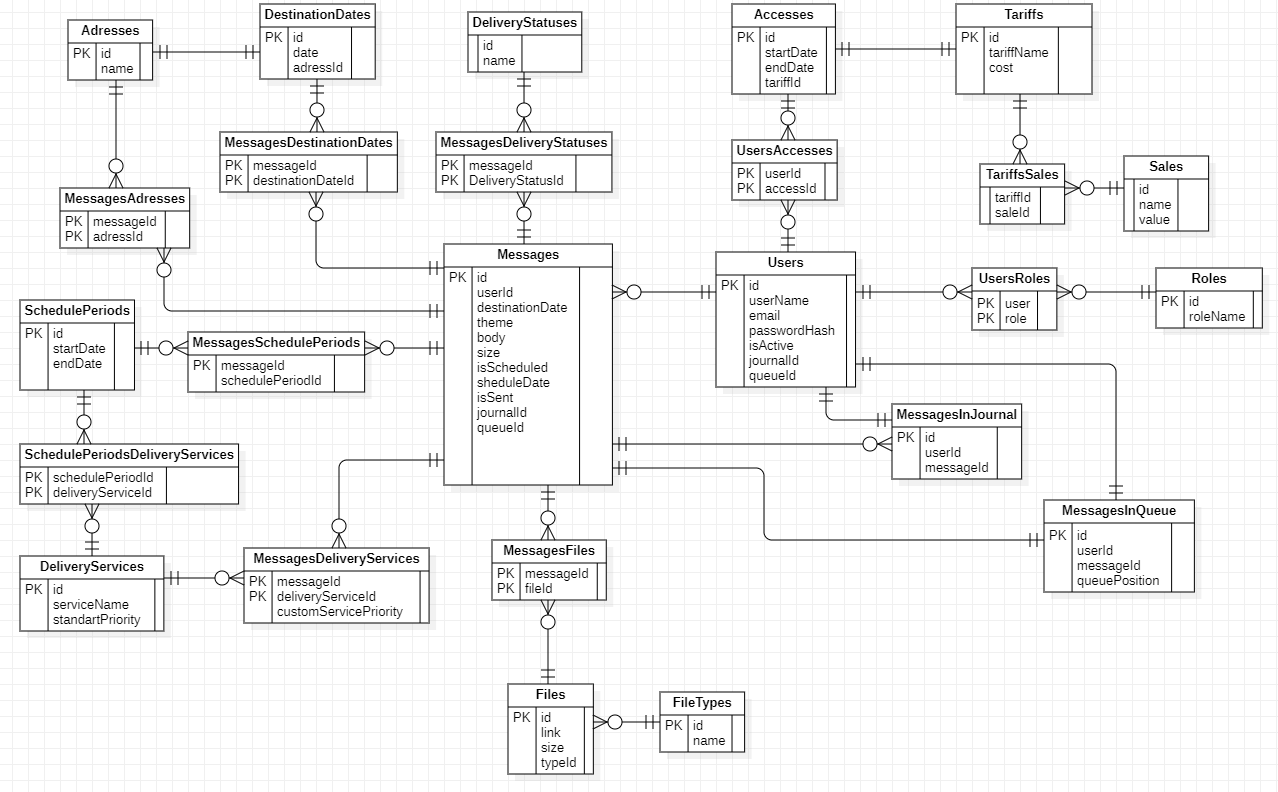 Adresses
PK id
name
DestinationDates
PK id
date
adressId
DeliveryStatuses
id
name
Accesses
PK id
startDate
endDate
tariffId
Tariffs
PK id
tariffName
cost
MessagesDestinationDates
PK messageId
PK destinationDateId
MessagesDeliveryStatuses
PK messageId
PK DeliveryStatusId
UsersAccesses
PK userId
PK accessId
TariffsSales
tariffId
saleId
Sales
id
name
value
MessagesAdresses
PK messageId
PK adressId
Messages
PK id
userId
destinationDate
theme
body
size
isScheduled
sheduleDate
isSent
journalId
queueId
Users
PK id
userName
email
passwordHash
isActive
journalId
queueId
UsersRoles
PK user
PK role
Roles
PK id
roleName
SchedulePeriods
PK id
startDate
endDate
MessagesSchedulePeriods
PK messageId
schedulePeriodId
MessagesInJournal
PK id
userId
messageId
SchedulePeriodsDeliveryServices
PK schedulePeriodId
PK deliveryServiceId
MessagesInQueue
PK id
userId
messageId
queuePosition
DeliveryServices
PK id
serviceName
standartPriority
MessagesDeliveryServices
PK messageId
PK deliveryServiceId
customServicePriority
MessagesFiles
PK messageId
PK fileId
Files
PK id
link
size
typeId
FileTypes
PK id
name